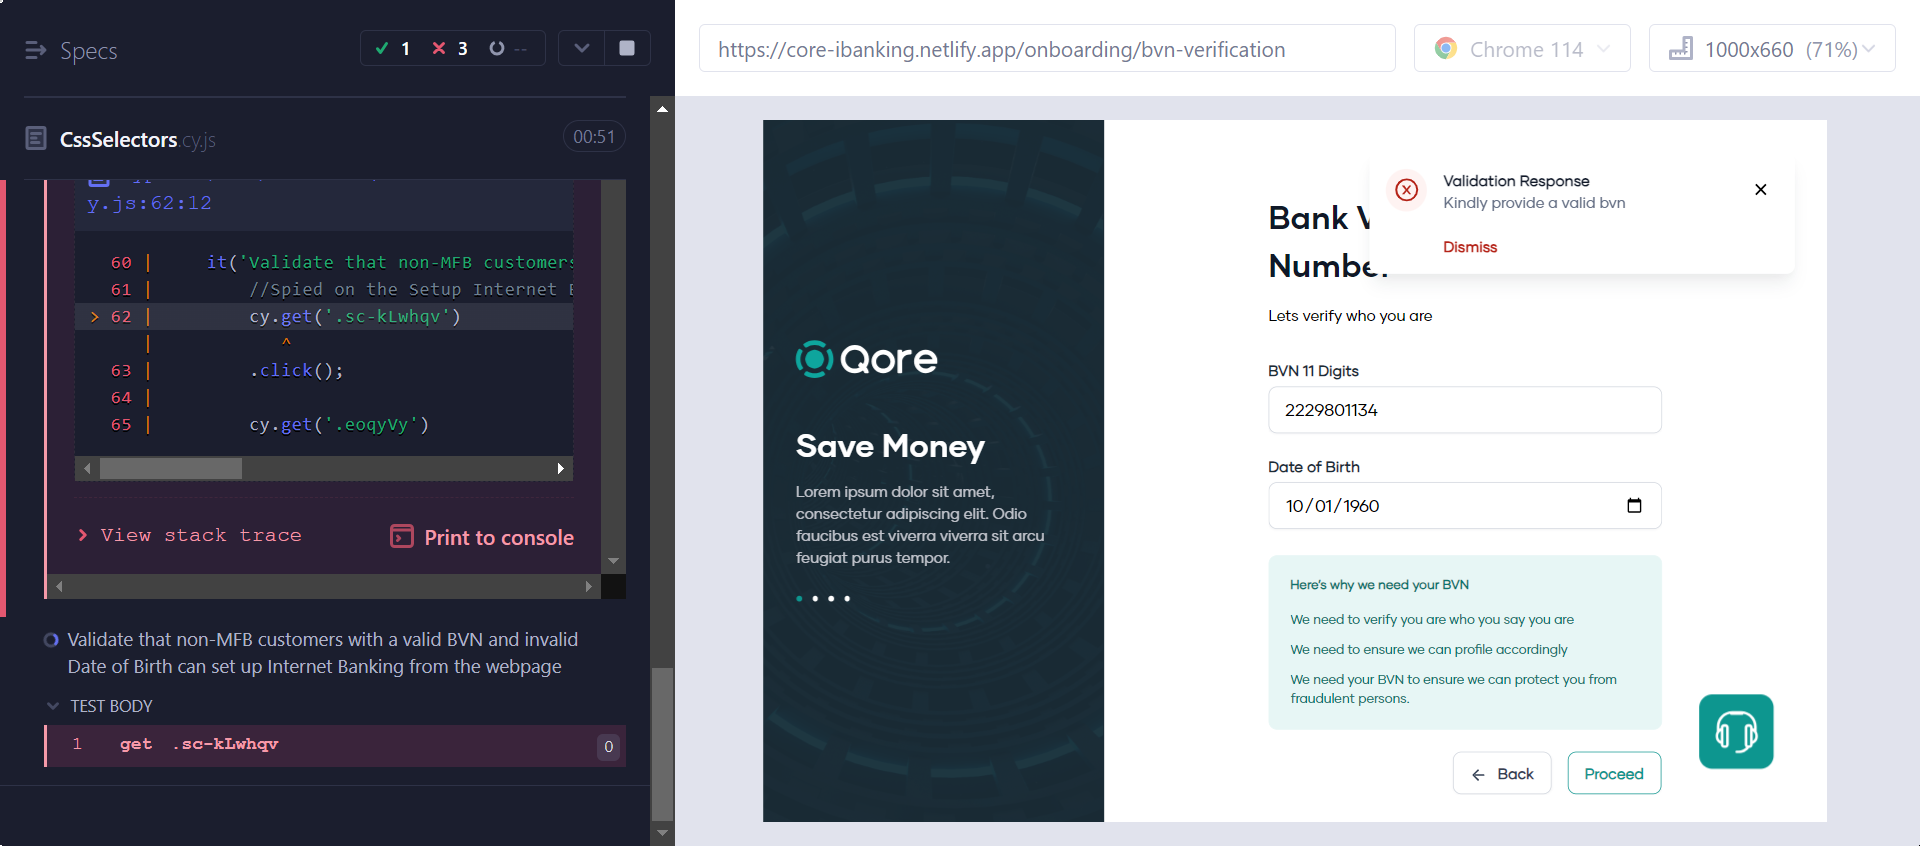 Specs
1
3
--
CssSelectors.cy.js
00:51
y.js:62:12
60 | it('Validate that non-MFB customers
61 | //Spied on the Setup Internet
> 62 | cy.get('.sc-kLwhqv')
| ^
63 | .click();
64 |
65 | cy.get('.eoqyVy')
View stack trace
Print to console
Validate that non-MFB customers with a valid BVN and invalid
Date of Birth can set up Internet Banking from the webpage
TEST BODY
1 get .sc-kLwhqv 0
https://core-ibanking.netlify.app/onboarding/bvn-verification
Chrome 114
1000x660 (71%)
Qore
Save Money
Lorem ipsum dolor sit amet,
consectetur adipiscing elit. Odio
faucibus est viverra viverra sit arcu
feugiat purus tempor.
Validation Response
Kindly provide a valid bvn
Dismiss
Bank V
Number
Lets verify who you are
BVN 11 Digits
2229801134
Date of Birth
10/01/1960
Here's why we need your BVN
We need to verify you are who you say you are
We need to ensure we can profile accordingly
We need your BVN to ensure we can protect you from
fraudulent persons.
Back
Proceed